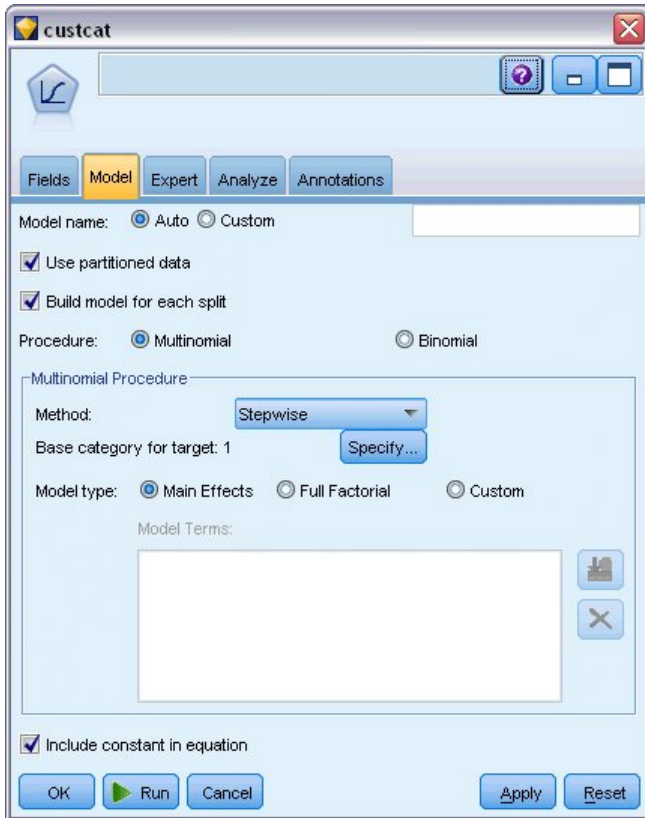 custcat
Fields Model Expert Analyze Annotations
Model name: Auto Custom
Use partitioned data
Build model for each split
Procedure: Multinomial Binomial
Multinomial Procedure
Method: Stepwise
Base category for target: 1 Specify...
Model type: Main Effects Full Factorial Custom
Model Terms:
Include constant in equation
OK Run Cancel Apply Reset